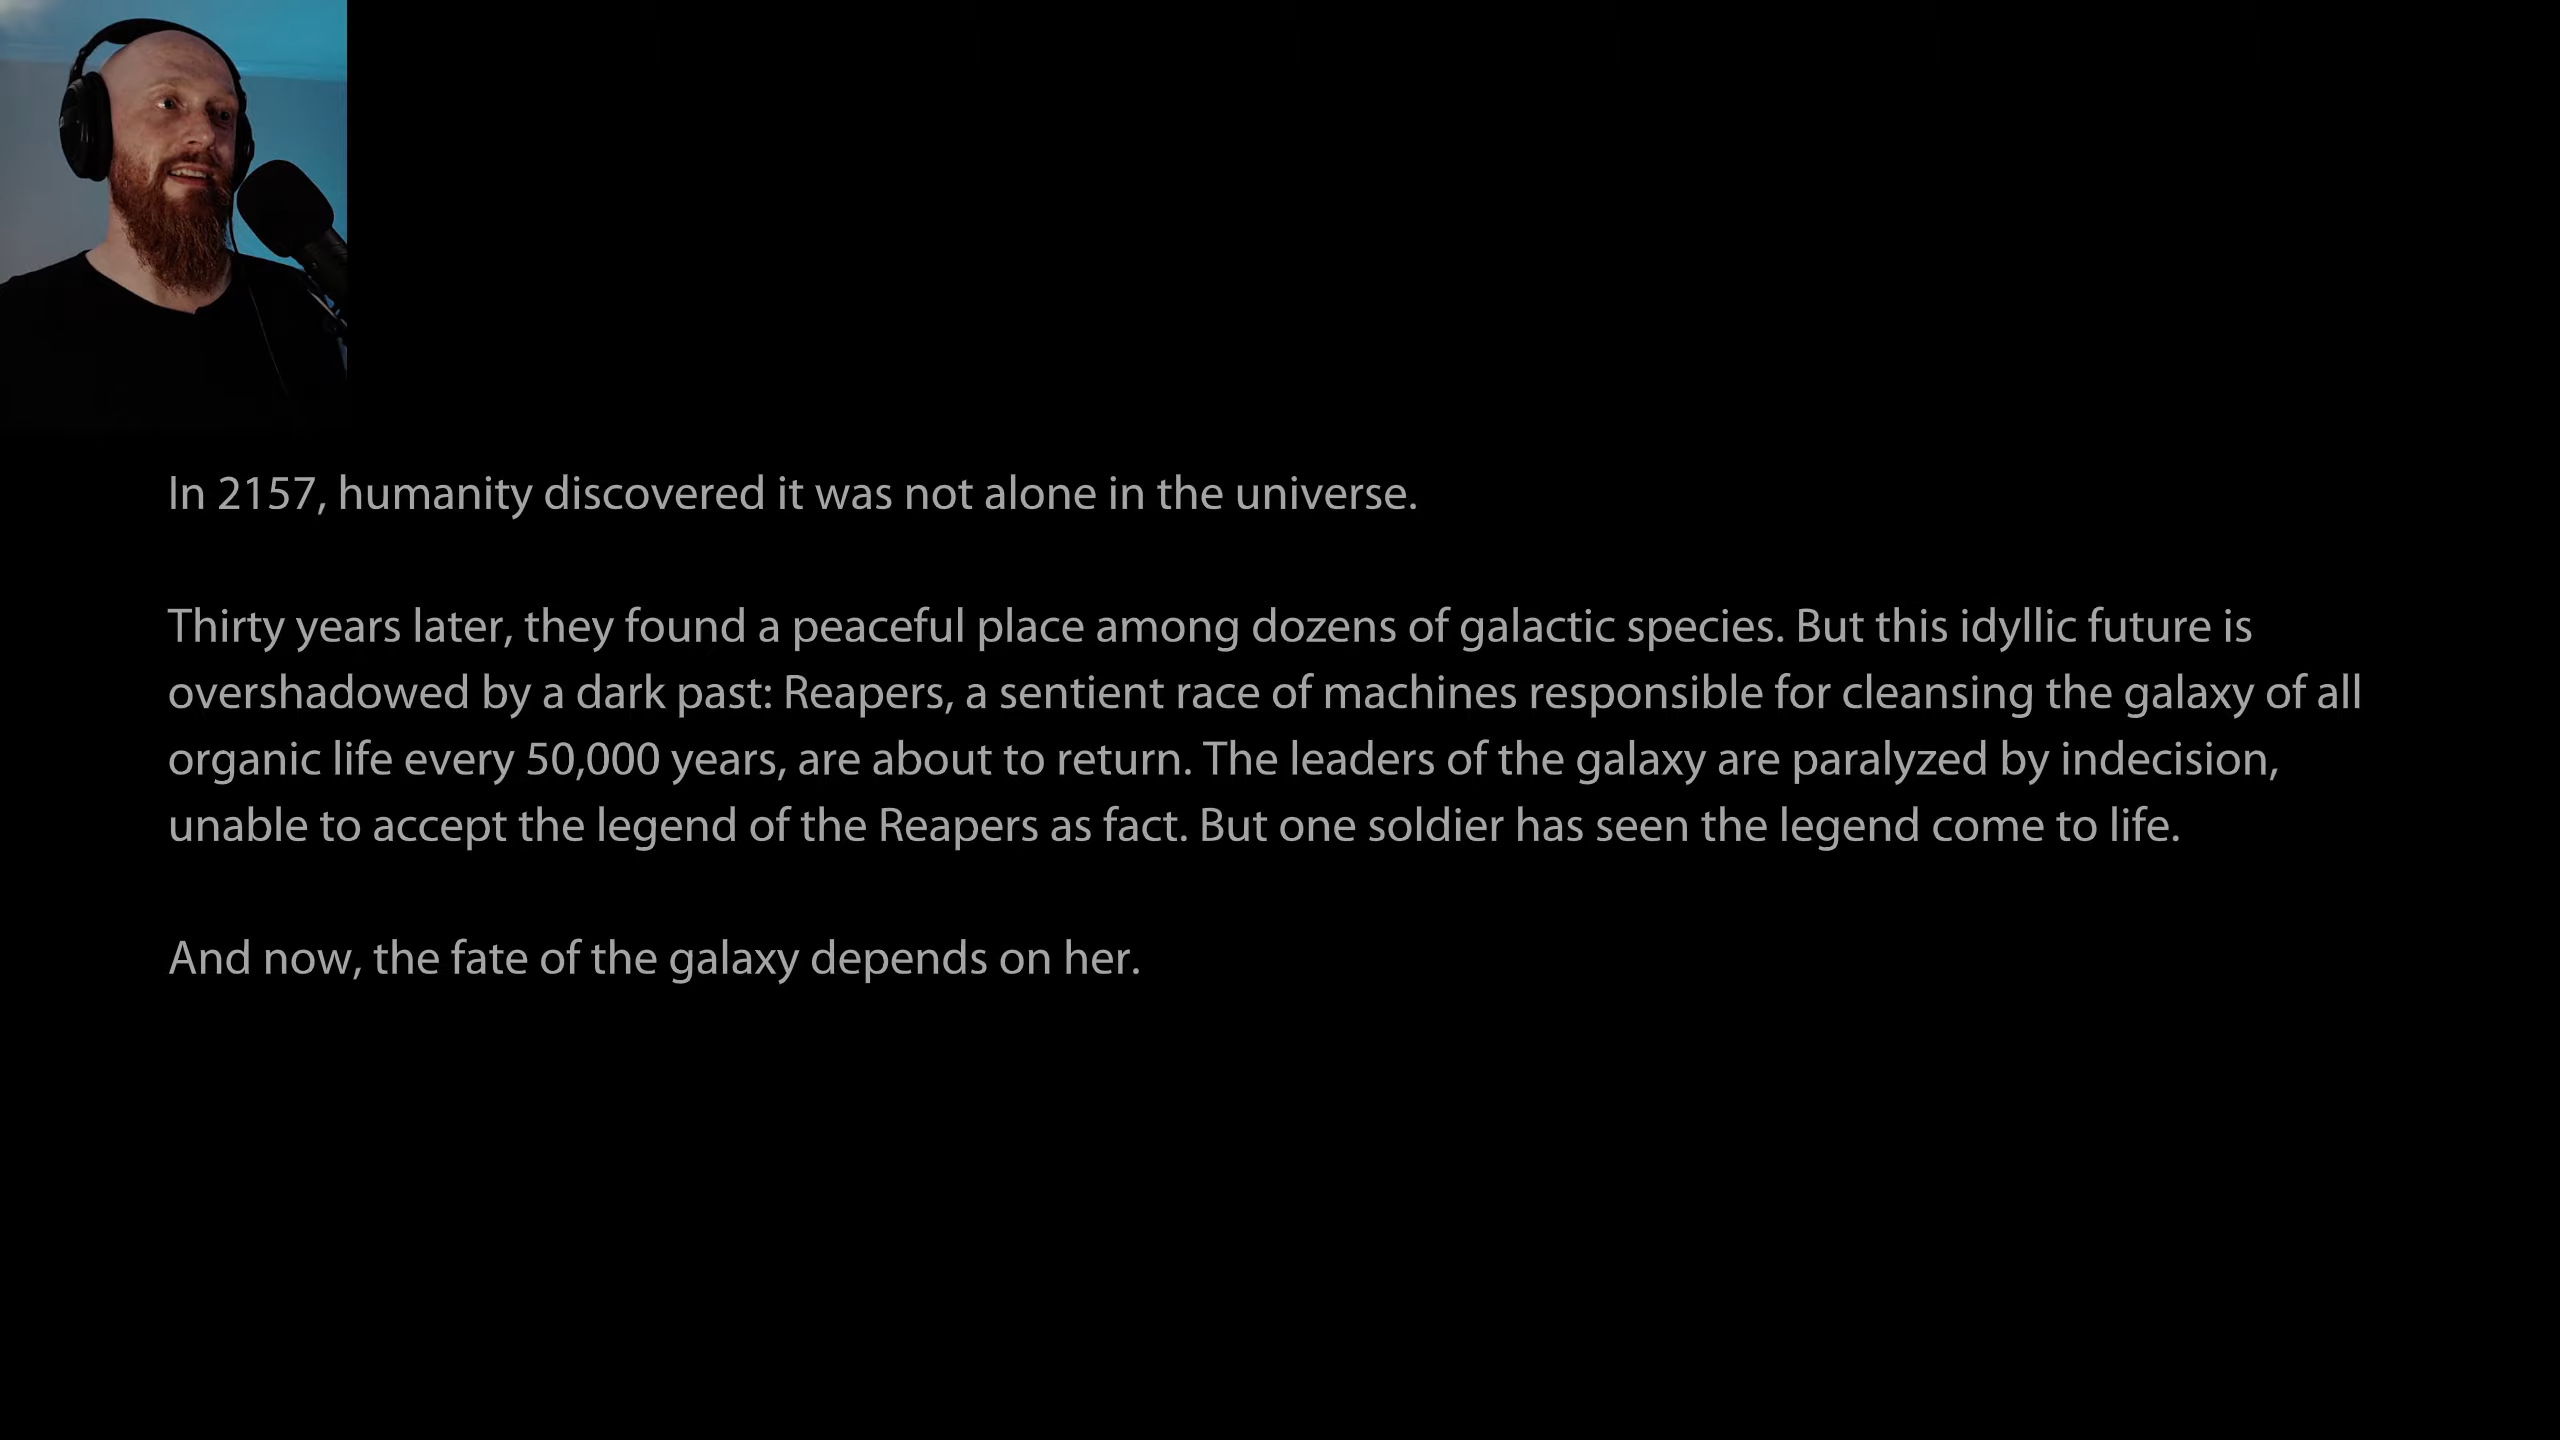 In 2157, humanity discovered it was not alone in the universe.
Thirty years later, they found a peaceful place among dozens of galactic species. But this idyllic future is
overshadowed by a dark past: Reapers, a sentient race of machines responsible for cleansing the galaxy of all
organic life every 50,000 years, are about to return. The leaders of the galaxy are paralyzed by indecision,
unable to accept the legend of the Reapers as fact. But one soldier has seen the legend come to life.
And now, the fate of the galaxy depends on her.